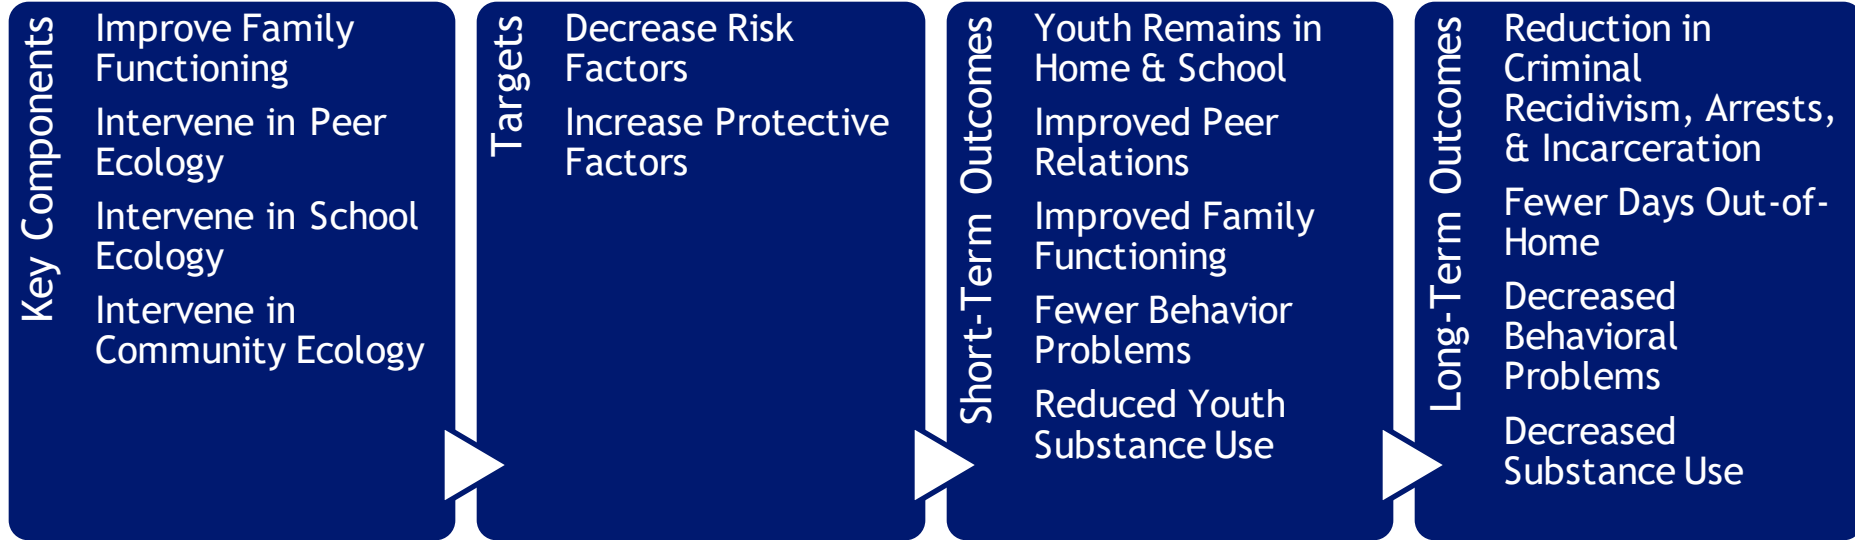 Key Components
Improve Family
Functioning
Intervene in Peer
Ecology
Intervene in School
Ecology
Intervene in
Community Ecology
Targets
Decrease Risk
Factors
Increase Protective
Factors
Short-Term Outcomes
Youth Remains in
Home & School
Improved Peer
Relations
Improved Family
Functioning
Fewer Behavior
Problems
Reduced Youth
Substance Use
Long-Term Outcomes
Reduction in
Criminal
Recidivism, Arrests,
& Incarceration
Fewer Days Out-of-
Home
Decreased
Behavioral
Problems
Decreased
Substance Use